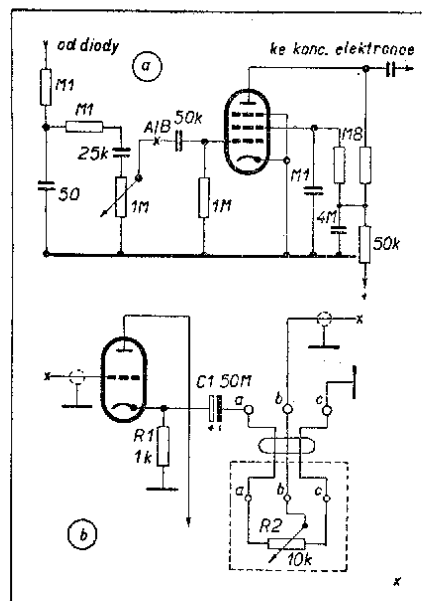 od diody
a
ke konc. elektronce
M1
M1
A/B
50k
25k
M8
M1
50
1M
1M
4M
50k
+
x
C1 50M
a
b
c
x
R1
1k
+
a
b
c
R2
10k
b
x